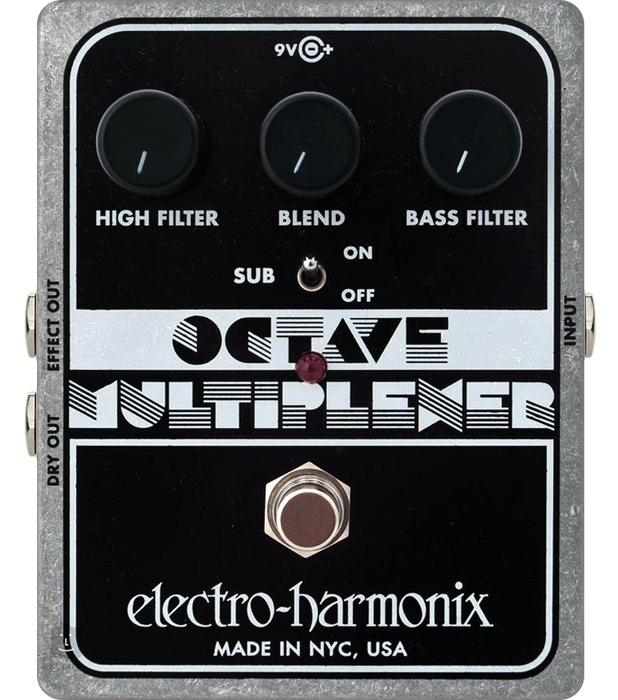 9V +
HIGH FILTER
BLEND
BASS FILTER
SUB
ON
OFF
EFFECT OUT
INPUT
OCTAVE
MULTIPLEXER
DRY OUT
electro-harmonix
MADE IN NYC, USA